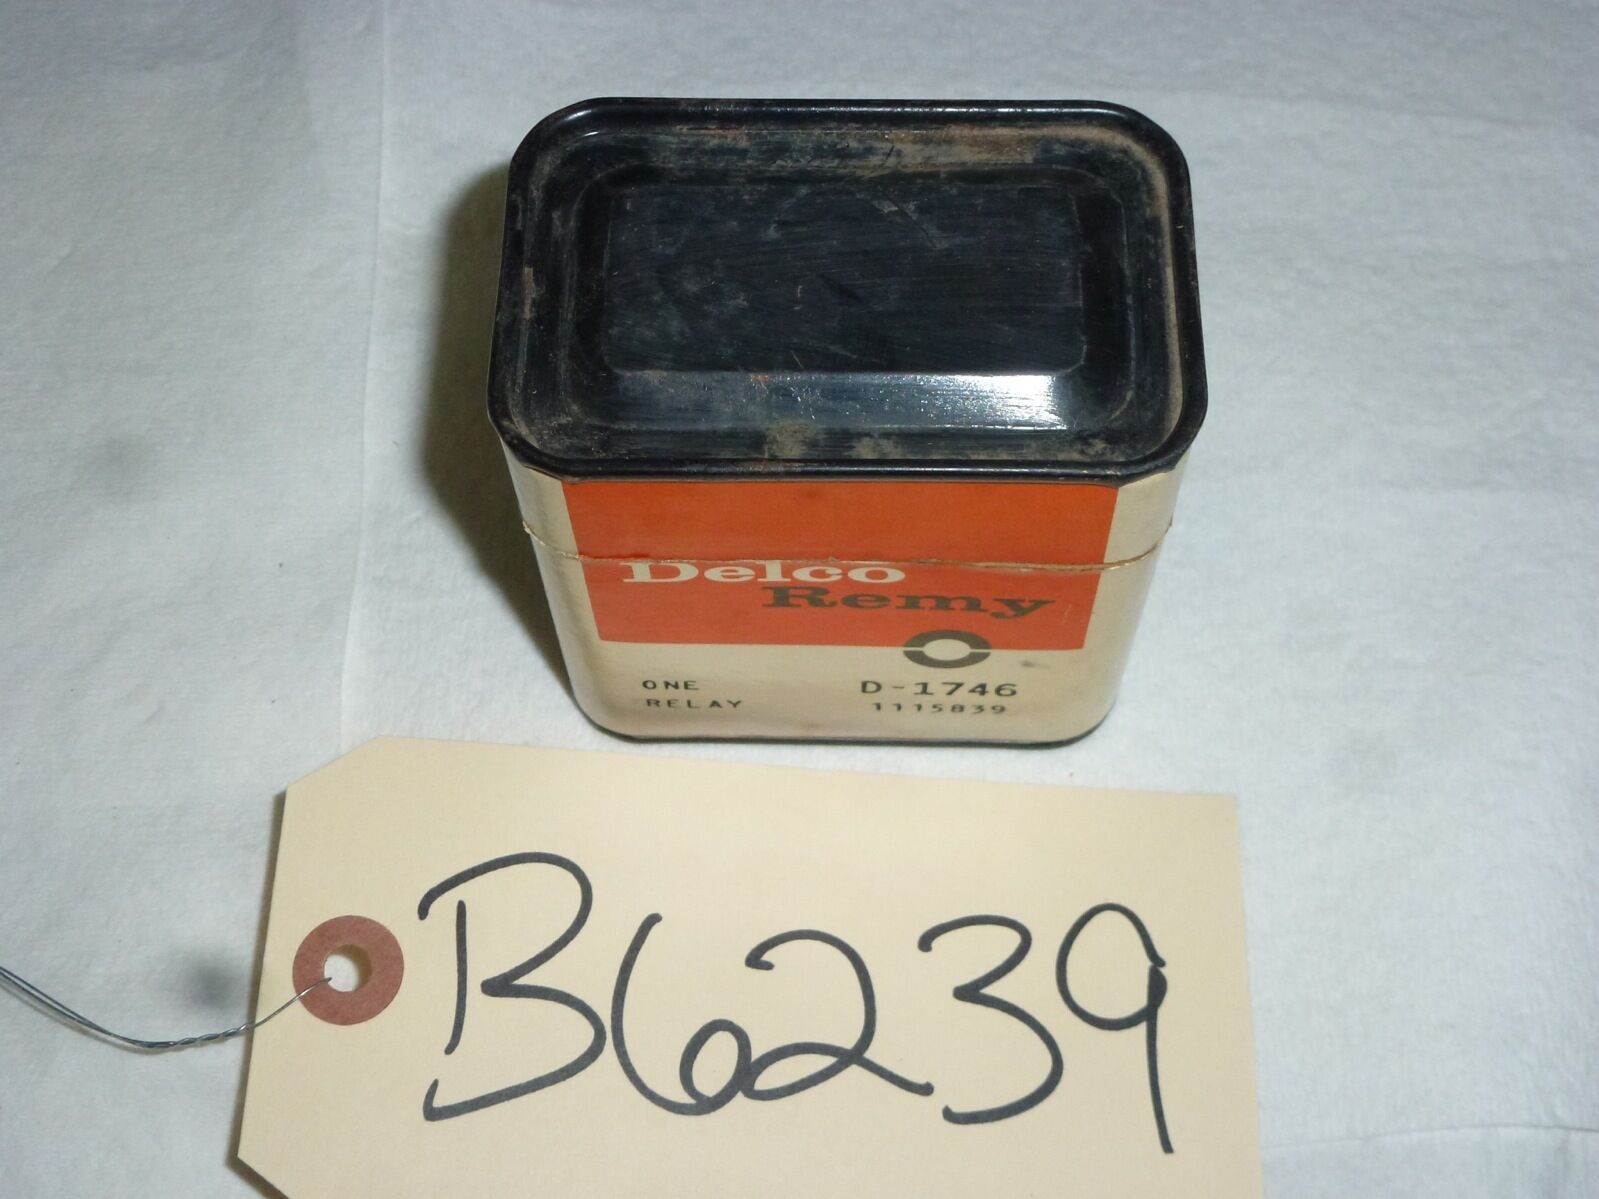 Delco
Remy
ONE D-1746
RELAY 1115839
B6239